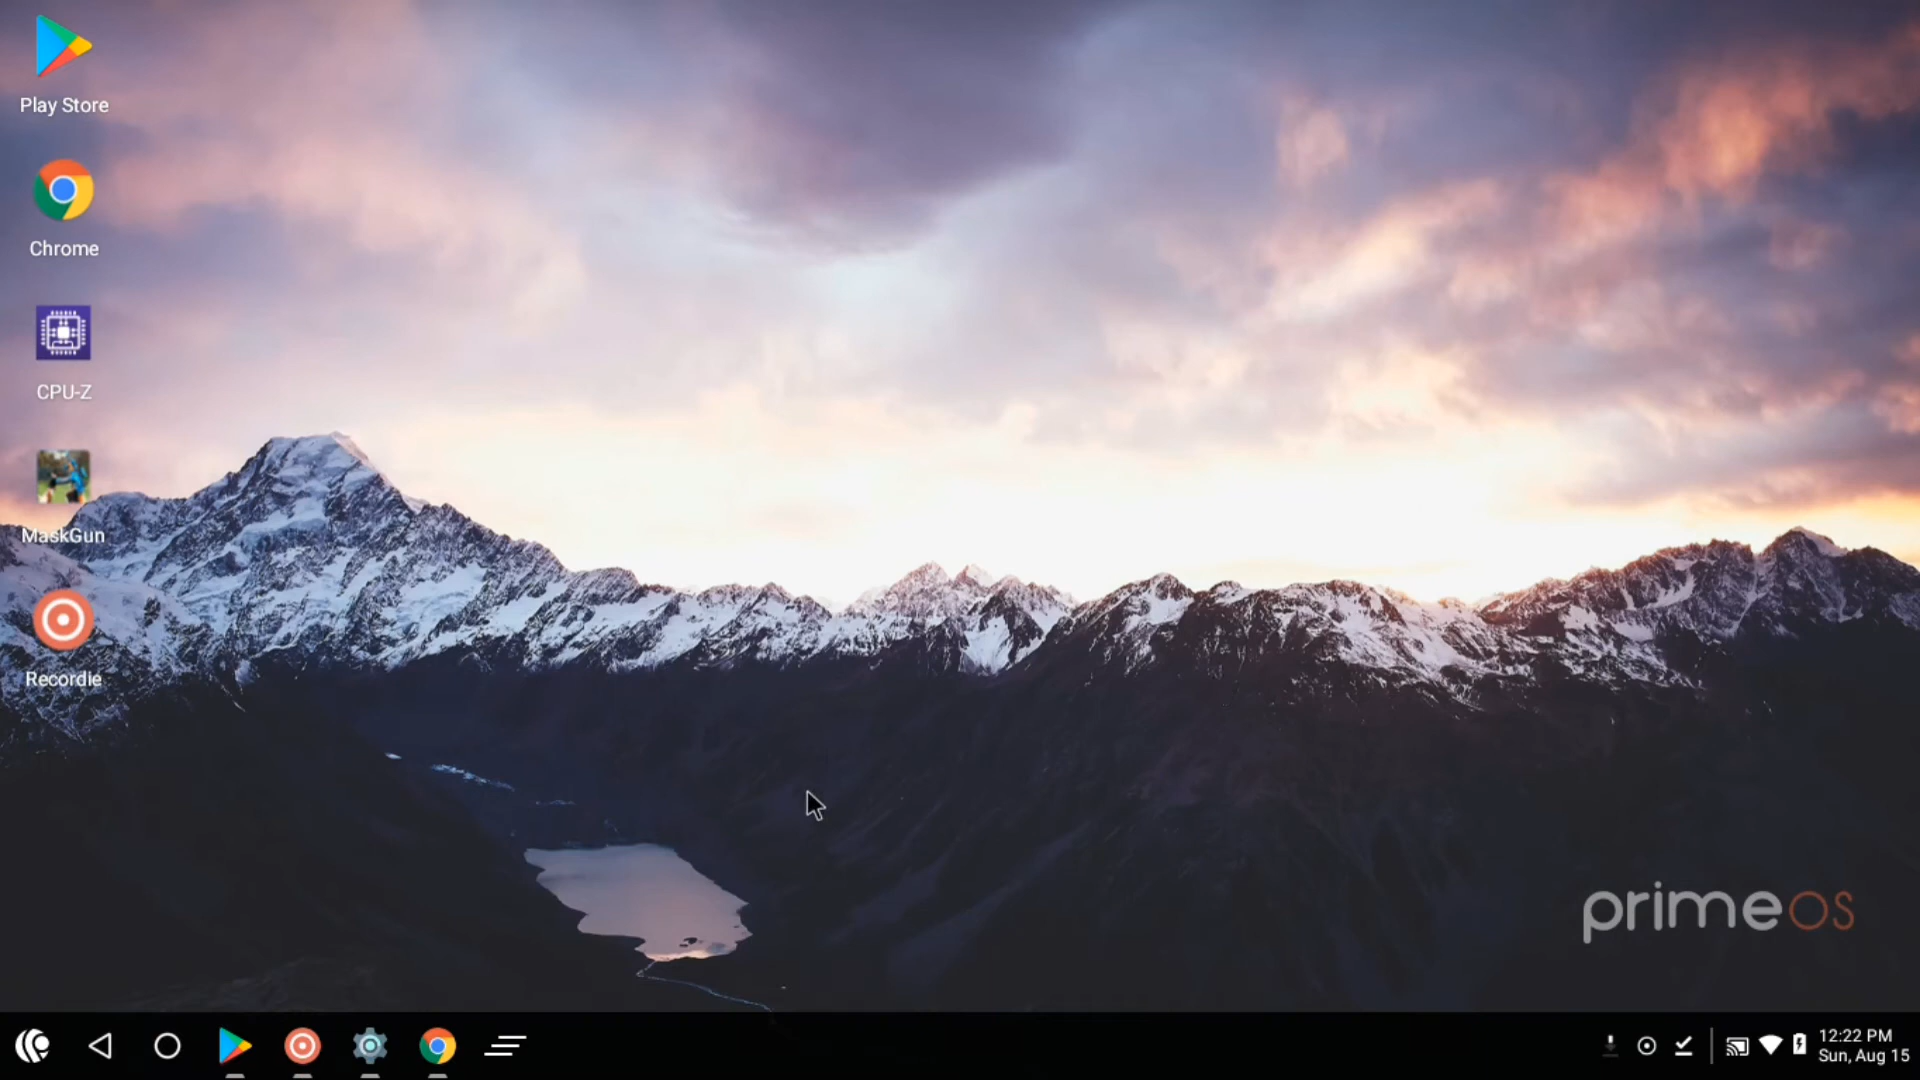 Play Store
Chrome
CPU-Z
MaskGun
Recordie
primeOS
12:22 PM
Sun, Aug 15